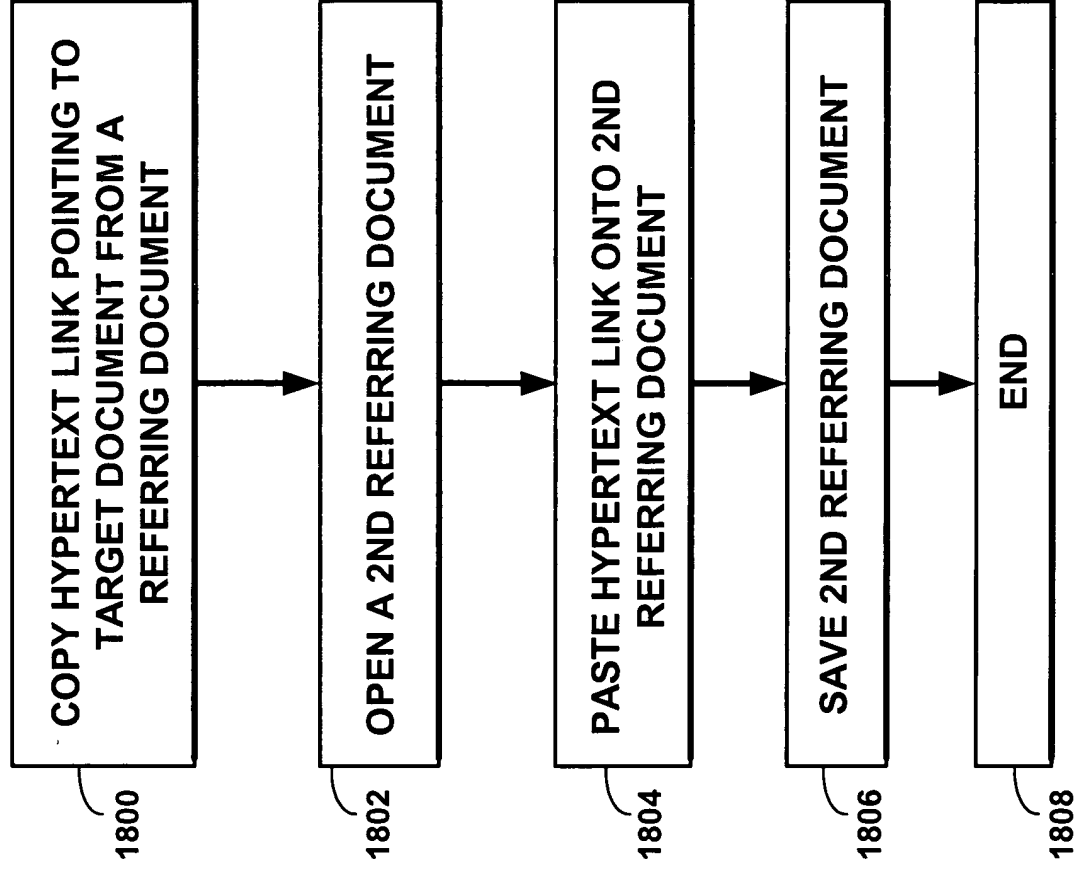 COPY HYPERTEXT LINK POINTING TO
TARGET DOCUMENT FROM A
REFERRING DOCUMENT
1800
OPEN A 2ND REFERRING DOCUMENT
1802
PASTE HYPERTEXT LINK ONTO 2ND
REFERRING DOCUMENT
1804
SAVE 2ND REFERRING DOCUMENT
1806
END
1808